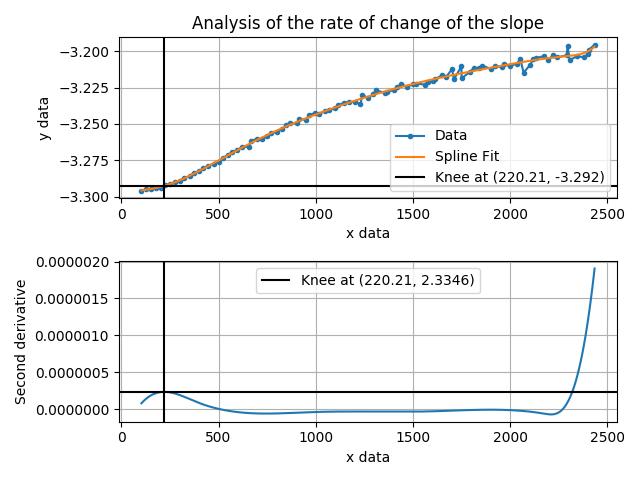 Analysis of the rate of change of the slope
y data
−3.200
−3.225
−3.250
−3.275
−3.300
Data
Spline Fit
Knee at (220.21, -3.292)
0 500 1000 1500 2000 2500
x data
Second derivative
0.0000020
0.0000015
0.0000010
0.0000005
0.0000000
Knee at (220.21, 2.3346)
0 500 1000 1500 2000 2500
x data